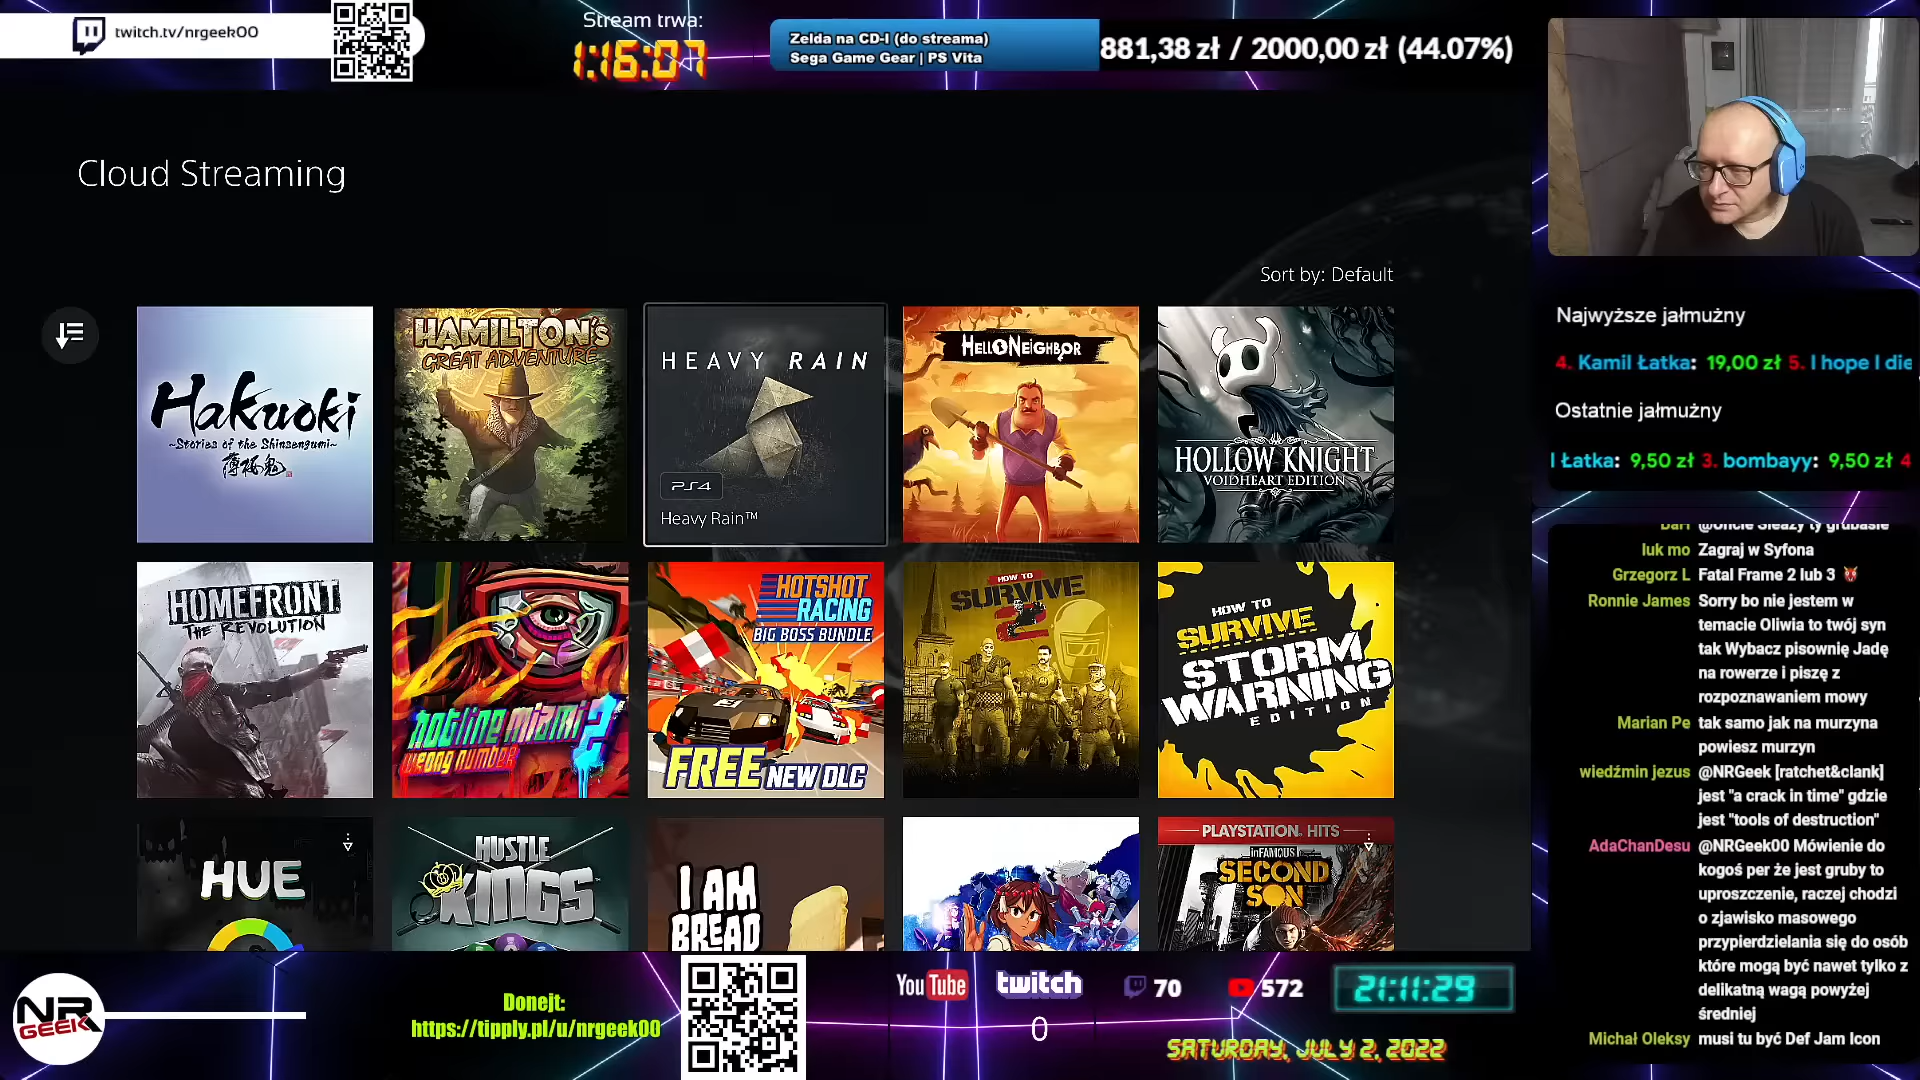 twitch.tv/nrgeek00
Stream trwa:
1:16:07
Zelda na CD-I (do streama)
Sega Game Gear | PS Vita
881,38 zł / 2000,00 zł (44.07%)
Cloud Streaming
Sort by: Default
Hakuoki
~Stories of the Shinsengumi~
薄桜鬼
HAMILTON'S
GREAT ADVENTURE
HEAVY RAIN
PS4
Heavy Rain™
HELLO NEIGHBOR
HOLLOW KNIGHT
VOIDHEART EDITION
HOMEFRONT
THE REVOLUTION
hotline miami 2
wrong number
HOTSHOT
RACING
BIG BOSS BUNDLE
FREE NEW DLC
HOW TO
SURVIVE
2
HOW TO
SURVIVE
STORM
WARNING
EDITION
HUE
HUSTLE
KINGS
I AM
BREAD
PLAYSTATION HITS
inFAMOUS
SECOND
SON
Najwyższe jałmużny
4. Kamil Łatka: 19,00 zł 5. I hope I die
Ostatnie jałmużny
l Łatka: 9,50 zł 3. bombayy: 9,50 zł 4
@Uncle Sleazy ty grubasie
luk mo Zagraj w Syfona
Grzegorz L Fatal Frame 2 lub 3
Ronnie James Sorry bo nie jestem w
temacie Oliwia to twój syn
tak Wybacz pisownię Jadę
na rowerze i piszę z
rozpoznawaniem mowy
Marian Pe tak samo jak na murzyna
powiesz murzyn
wiedźmin jezus @NRGeek [ratchet&clank]
jest "a crack in time" gdzie
jest "tools of destruction"
AdaChanDesu @NRGeek00 Mówienie do
kogoś per że jest gruby to
uproszczenie, raczej chodzi
o zjawisko masowego
przypierdzielania się do osób
które mogą być nawet tylko z
delikatną wagą powyżej
średniej
Michał Oleksy musi tu być Def Jam Icon
NR
GEEK
Donejt:
https://tipply.pl/u/nrgeek00
YouTube
twitch
70
572
0
21:11:29
SATURDAY, JULY 2, 2022